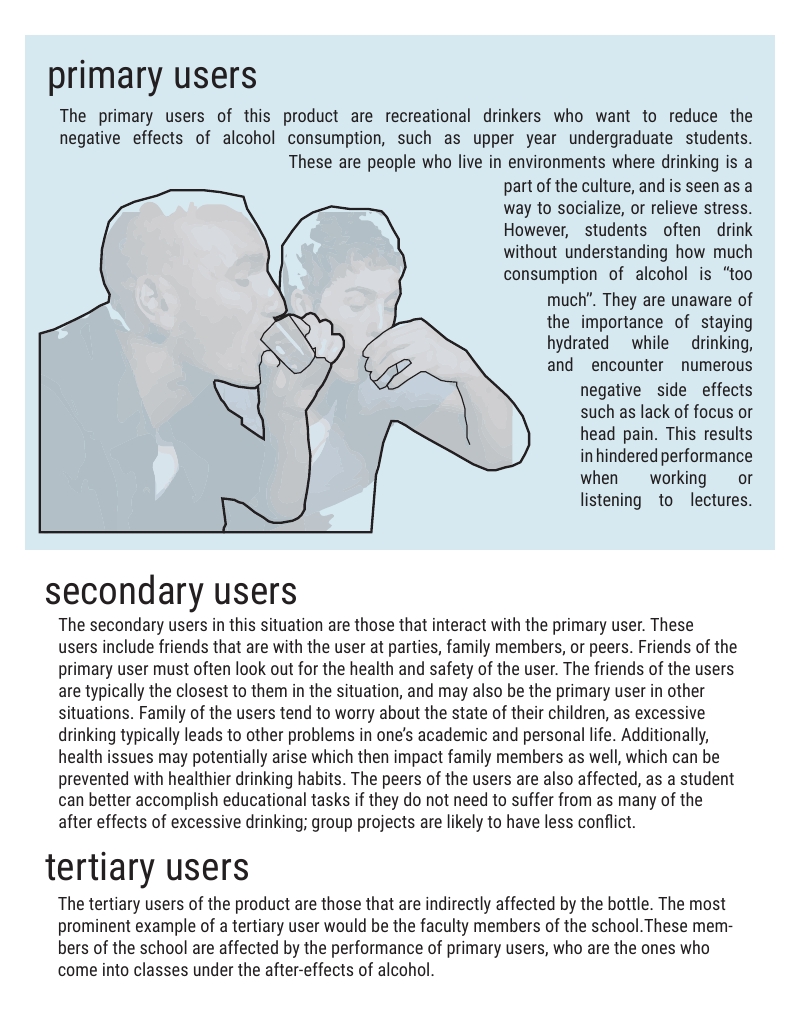 primary users
The primary users of this product are recreational drinkers who want to reduce the
negative effects of alcohol consumption, such as upper year undergraduate students.
These are people who live in environments where drinking is a
part of the culture, and is seen as a
way to socialize, or relieve stress.
However, students often drink
without understanding how much
consumption of alcohol is “too
much”. They are unaware of
the importance of staying
hydrated while drinking,
and encounter numerous
negative side effects
such as lack of focus or
head pain. This results
in hindered performance
when working or
listening to lectures.
secondary users
The secondary users in this situation are those that interact with the primary user. These
users include friends that are with the user at parties, family members, or peers. Friends of the
primary user must often look out for the health and safety of the user. The friends of the users
are typically the closest to them in the situation, and may also be the primary user in other
situations. Family of the users tend to worry about the state of their children, as excessive
drinking typically leads to other problems in one’s academic and personal life. Additionally,
health issues may potentially arise which then impact family members as well, which can be
prevented with healthier drinking habits. The peers of the users are also affected, as a student
can better accomplish educational tasks if they do not need to suffer from as many of the
after effects of excessive drinking; group projects are likely to have less conflict.
tertiary users
The tertiary users of the product are those that are indirectly affected by the bottle. The most
prominent example of a tertiary user would be the faculty members of the school.These mem-
bers of the school are affected by the performance of primary users, who are the ones who
come into classes under the after-effects of alcohol.